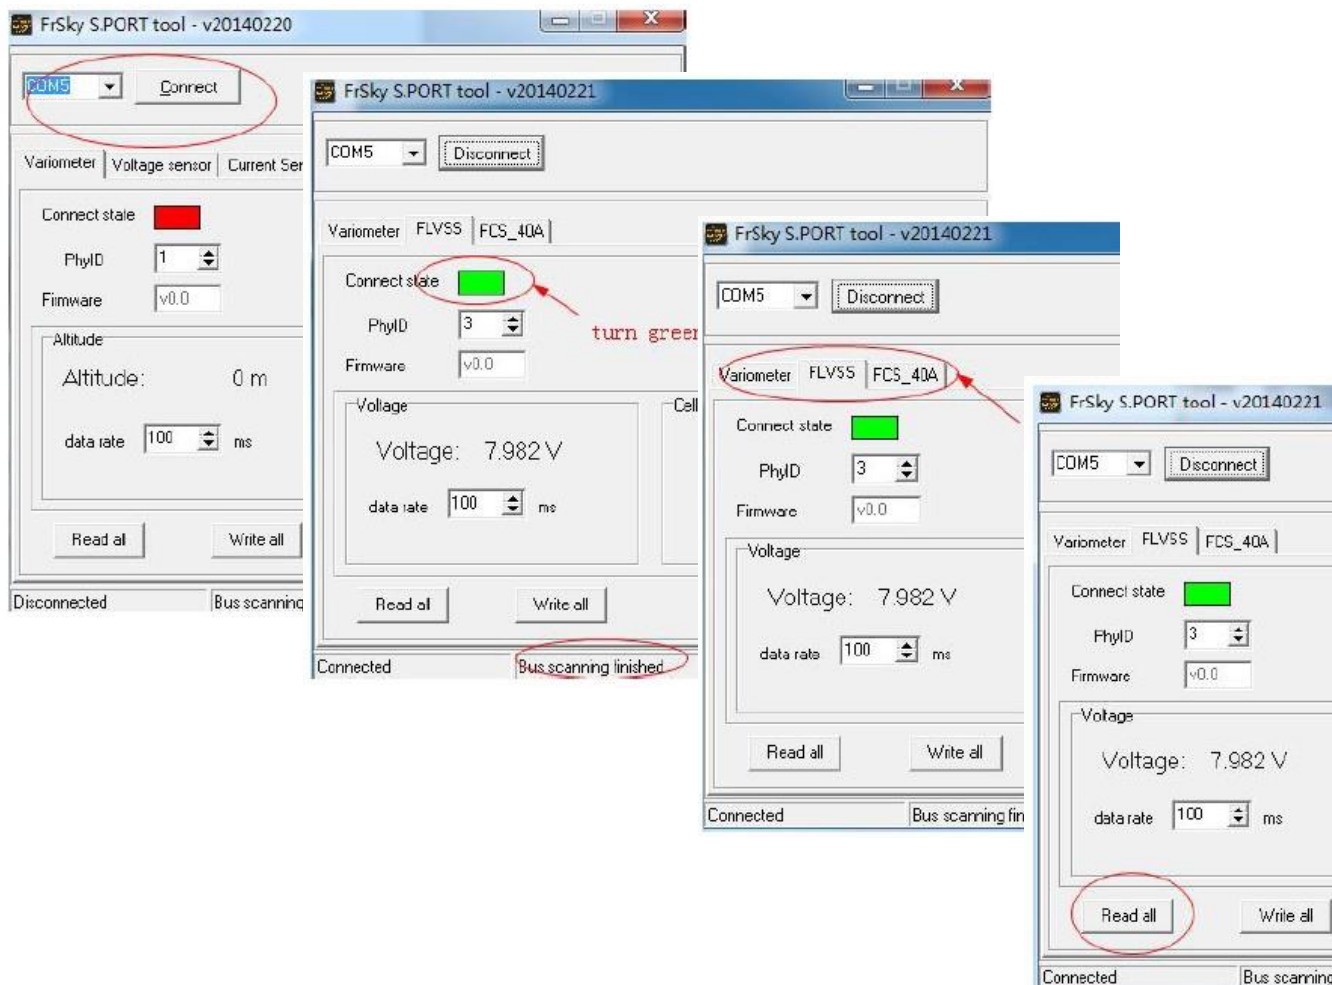 FrSky S.PORT tool - v20140220
COM5 Connect
Variometer Voltage sensor Current Ser
Connect state
PhyID 1
Firmware v0.0
Altitude
Altitude: 0 m
data rate 100 ms
Read all Write all
Disconnected Bus scanning
FrSky S.PORT tool - v20140221
COM5 Disconnect
Variometer FLVSS FCS_40A
Connect state
turn green
PhyID 3
Firmware v0.0
Voltage Cell
Voltage: 7.982 V
data rate 100 ms
Read all Write all
Connected Bus scanning finished
FrSky S.PORT tool - v20140221
COM5 Disconnect
Variometer FLVSS FCS_40A
Connect state
PhyID 3
Firmware v0.0
Voltage
Voltage: 7.982 V
data rate 100 ms
Read all Write all
Connected Bus scanning fin
FrSky S.PORT tool - v20140221
COM5 Disconnect
Variometer FLVSS FCS_40A
Connect state
PhyID 3
Firmware v0.0
Voltage
Voltage: 7.982 V
data rate 100 ms
Read all Write all
Connected Bus scanning